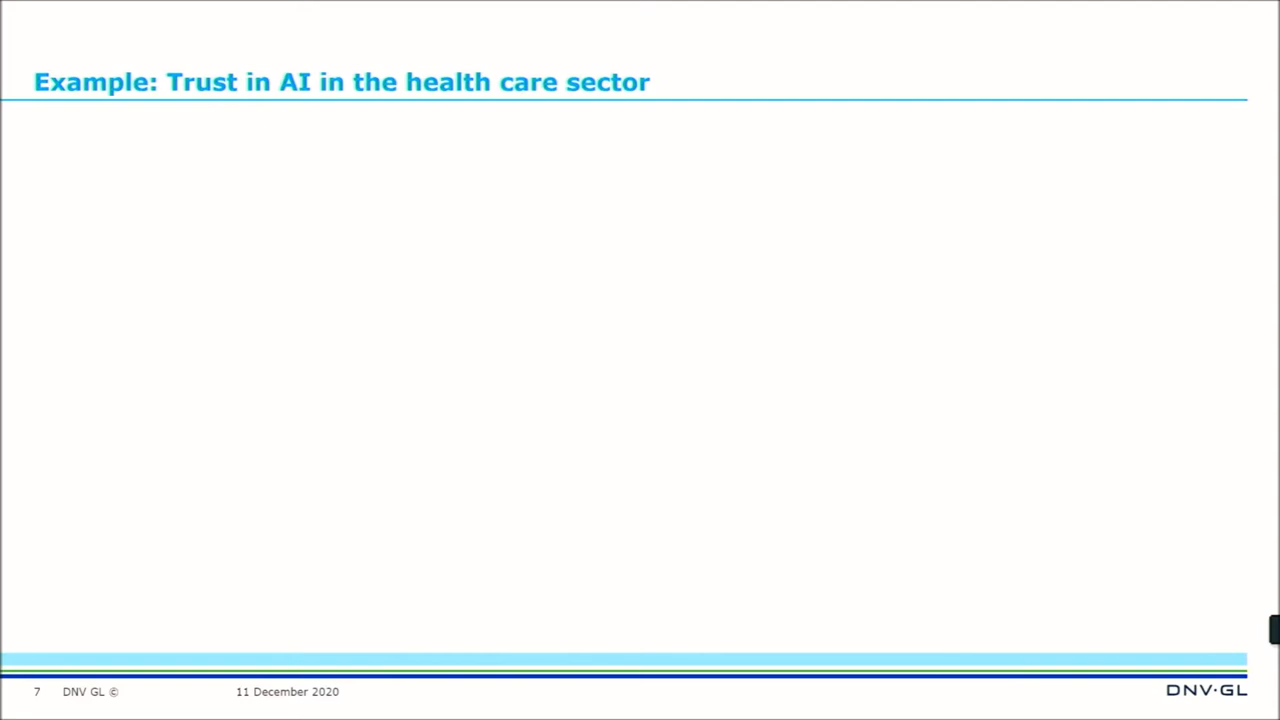 Example: Trust in AI in the health care sector
7 DNV GL © 11 December 2020
DNV·GL